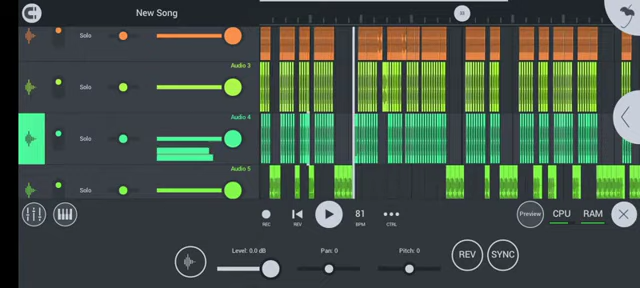 New Song
Solo
Audio 3
Solo
Audio 4
Solo
Audio 5
Solo
REC
REV
81
BPM
CTRL
Preview
CPU
RAM
Level: 0.0 dB
Pan: 0
Pitch: 0
REV
SYNC